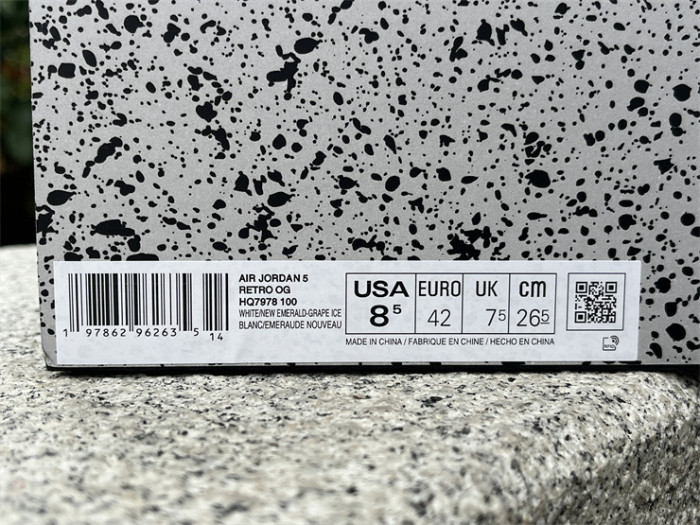 AIR JORDAN 5
RETRO OG
HQ7978 100
WHITE/NEW EMERALD-GRAPE ICE
BLANC/EMERAUDE NOUVEAU
1 97862 96263 5 14
USA EURO UK cm
8⁵ 42 7⁵ 26⁵
MADE IN CHINA / FABRIQUE EN CHINE / HECHO EN CHINA